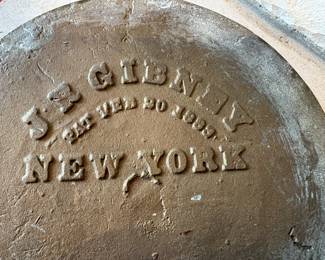 J & GIBNEY
PAT FEB 20 1883
NEW YORK